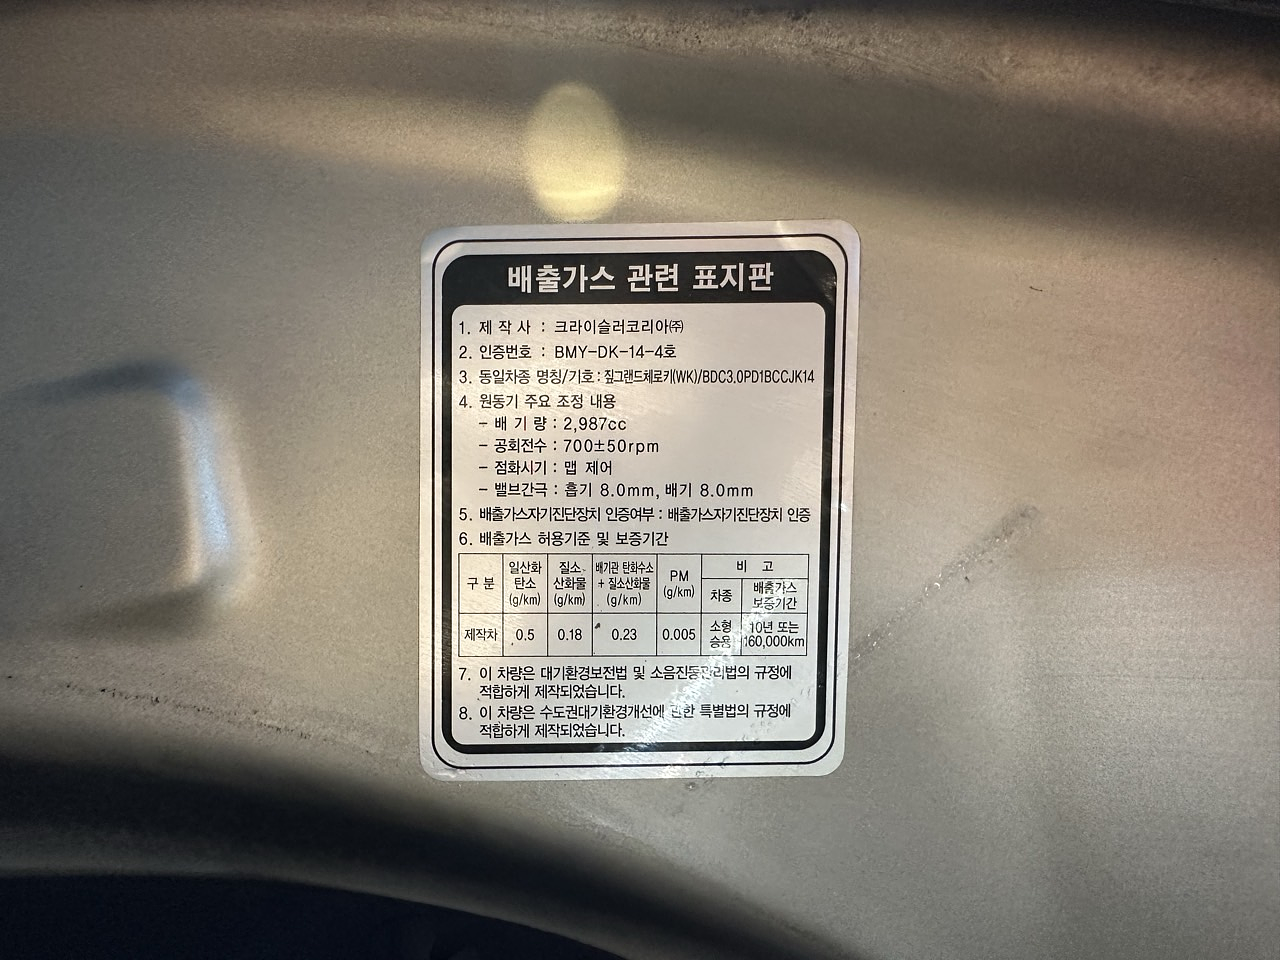 배출가스 관련 표지판
1. 제 작 사 : 크라이슬러코리아㈜
2. 인증번호 : BMY-DK-14-4호
3. 동일차종 명칭/기호 : 짚그랜드체로키(WK)/BDC3.0PD1BCCJK14
4. 원동기 주요 조정 내용
- 배 기 량 : 2,987cc
- 공회전수 : 700±50rpm
- 점화시기 : 맵 제어
- 밸브간극 : 흡기 8.0mm, 배기 8.0mm
5. 배출가스자기진단장치 인증여부 : 배출가스자기진단장치 인증
6. 배출가스 허용기준 및 보증기간
구 분 일산화탄소 (g/km) 질소산화물 (g/km) 배기관 탄화수소 + 질소산화물 (g/km) PM (g/km) 비 고
차종 배출가스 보증기간
제작차 0.5 0.18 0.23 0.005 소형승용 10년 또는 160,000km
7. 이 차량은 대기환경보전법 및 소음진동관리법의 규정에
적합하게 제작되었습니다.
8. 이 차량은 수도권대기환경개선에 관한 특별법의 규정에
적합하게 제작되었습니다.